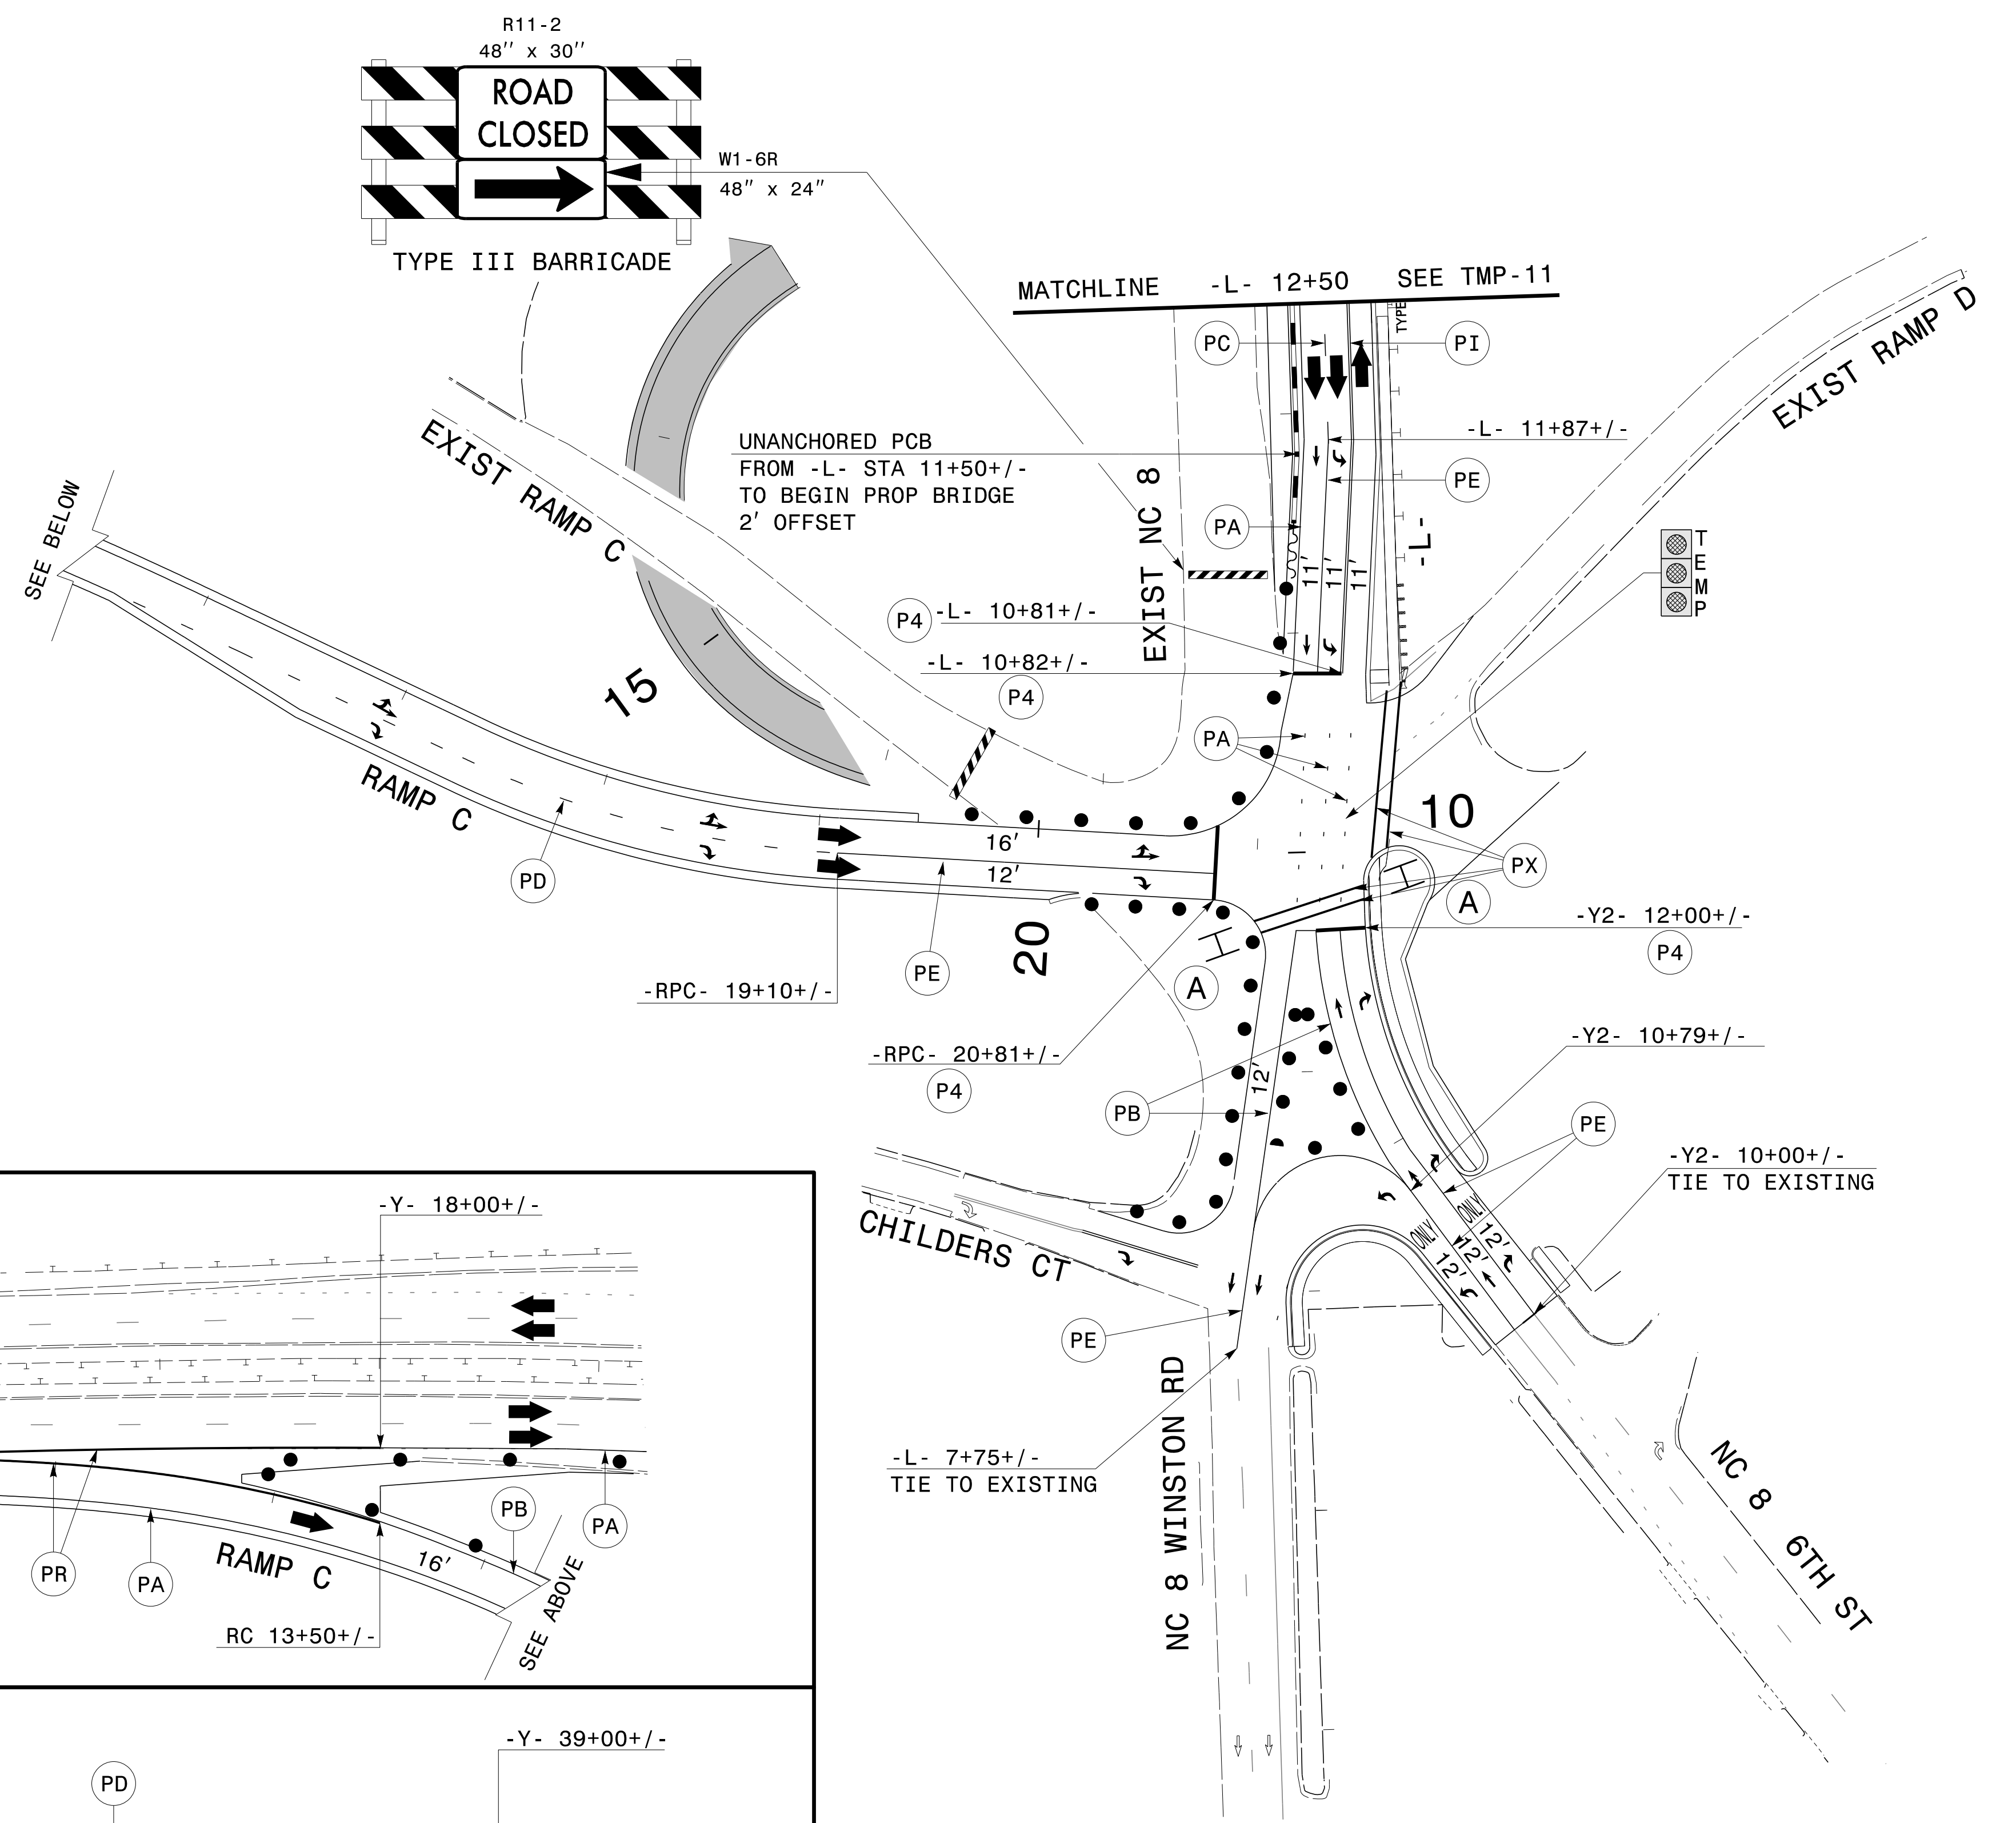 R11-2
48" x 30"
ROAD
CLOSED
W1-6R
48" x 24"
TYPE III BARRICADE
MATCHLINE -L- 12+50 SEE TMP-11
TYPE
PC
PI
EXIST RAMP D
-L- 11+87+/-
UNANCHORED PCB
FROM -L- STA 11+50+/-
TO BEGIN PROP BRIDGE
2' OFFSET
EXIST RAMP C
EXIST NC 8
PE
PA
-L-
11'
11'
11'
TEMP
SEE BELOW
P4
-L- 10+81+/-
-L- 10+82+/-
P4
15
PA
10
RAMP C
16'
12'
PD
PX
A
-Y2- 12+00+/-
P4
20
PE
-RPC- 19+10+/-
A
-RPC- 20+81+/-
P4
12'
-Y2- 10+79+/-
PB
PE
-Y2- 10+00+/-
TIE TO EXISTING
CHILDERS CT
ONLY
ONLY
12'
12'
12'
PE
-L- 7+75+/-
TIE TO EXISTING
NC 8 WINSTON RD
NC 8 6TH ST
-Y- 18+00+/-
PR
PA
PB
PA
RAMP C
16'
RC 13+50+/-
SEE ABOVE
-Y- 39+00+/-
PD